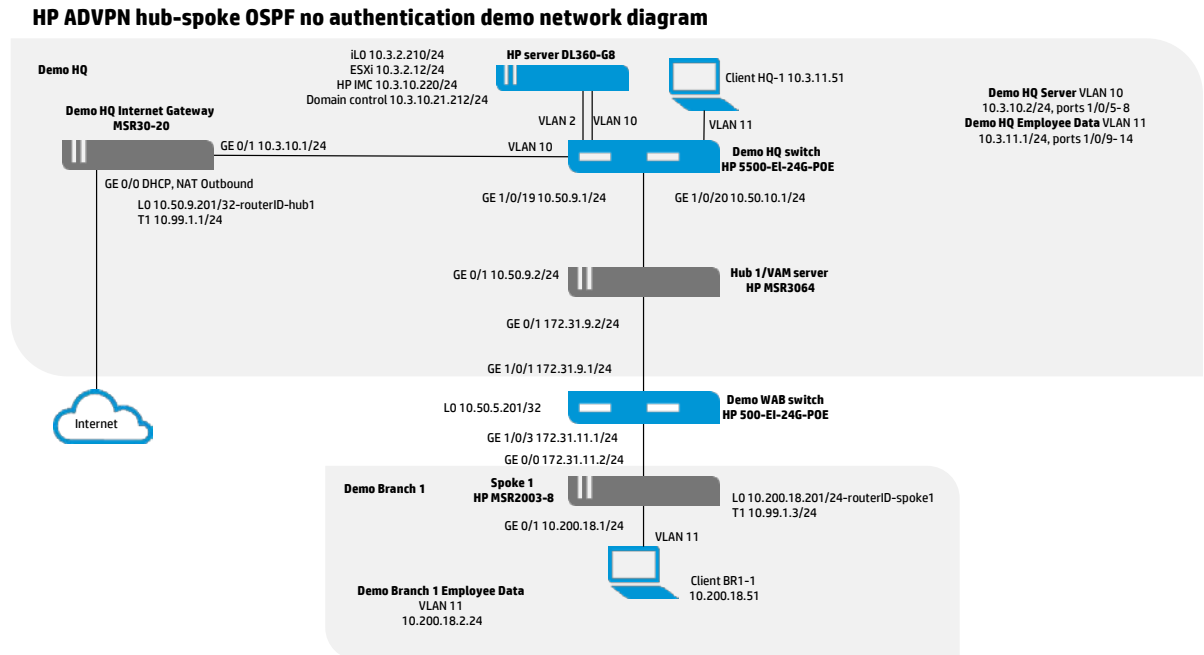 HP ADVPN hub-spoke OSPF no authentication demo network diagram
Demo HQ
iL0 10.3.2.210/24
ESXi 10.3.2.12/24
HP IMC 10.3.10.220/24
Domain control 10.3.10.21.212/24
HP server DL360-G8
Client HQ-1 10.3.11.51
Demo HQ Server VLAN 10
10.3.10.2/24, ports 1/0/5-8
Demo HQ Employee Data VLAN 11
10.3.11.1/24, ports 1/0/9-14
Demo HQ Internet Gateway
MSR30-20
VLAN 2
VLAN 10
VLAN 11
GE 0/1 10.3.10.1/24
VLAN 10
Demo HQ switch
HP 5500-EI-24G-POE
GE 0/0 DHCP, NAT Outbound
L0 10.50.9.201/32-routerID-hub1
T1 10.99.1.1/24
GE 1/0/19 10.50.9.1/24
GE 1/0/20 10.50.10.1/24
GE 0/1 10.50.9.2/24
Hub 1/VAM server
HP MSR3064
GE 0/1 172.31.9.2/24
GE 1/0/1 172.31.9.1/24
Internet
L0 10.50.5.201/32
Demo WAB switch
HP 500-EI-24G-POE
GE 1/0/3 172.31.11.1/24
GE 0/0 172.31.11.2/24
Demo Branch 1
Spoke 1
HP MSR2003-8
L0 10.200.18.201/24-routerID-spoke1
T1 10.99.1.3/24
GE 0/1 10.200.18.1/24
VLAN 11
Client BR1-1
10.200.18.51
Demo Branch 1 Employee Data
VLAN 11
10.200.18.2.24